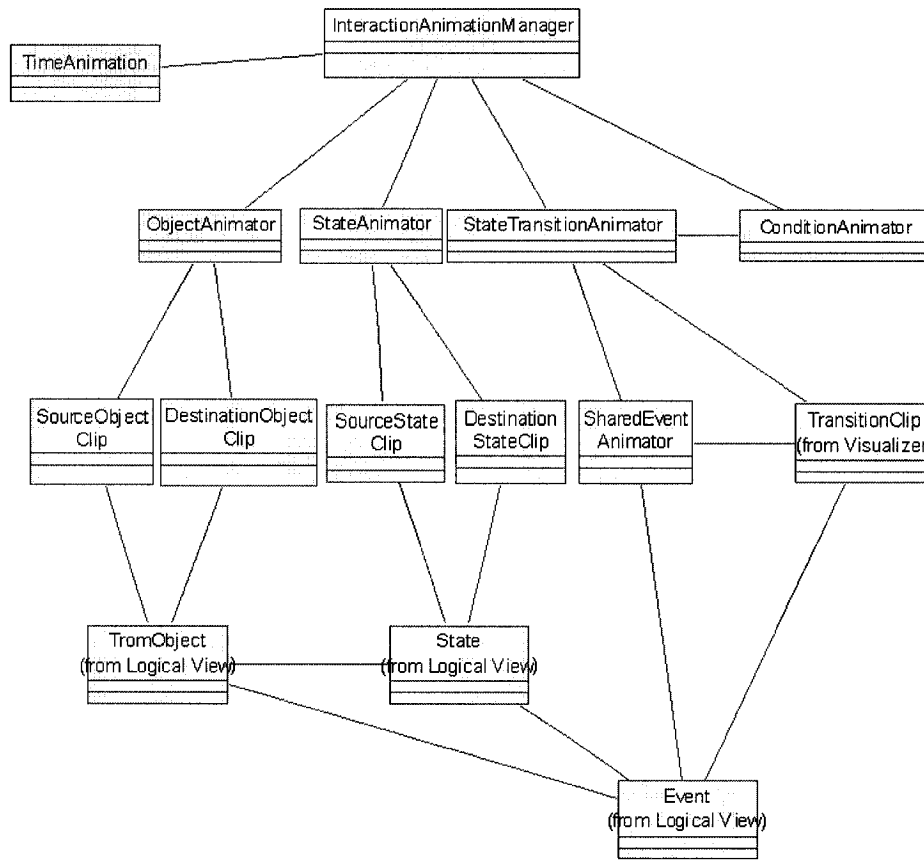 InteractionAnimationManager
TimeAnimation
ObjectAnimator
StateAnimator
StateTransitionAnimator
ConditionAnimator
SourceObject
Clip
DestinationObject
Clip
SourceState
Clip
Destination
StateClip
SharedEvent
Animator
TransitionClip
(from Visualizer
TromObject
(from Logical View)
State
(from Logical View)
Event
(from Logical View)